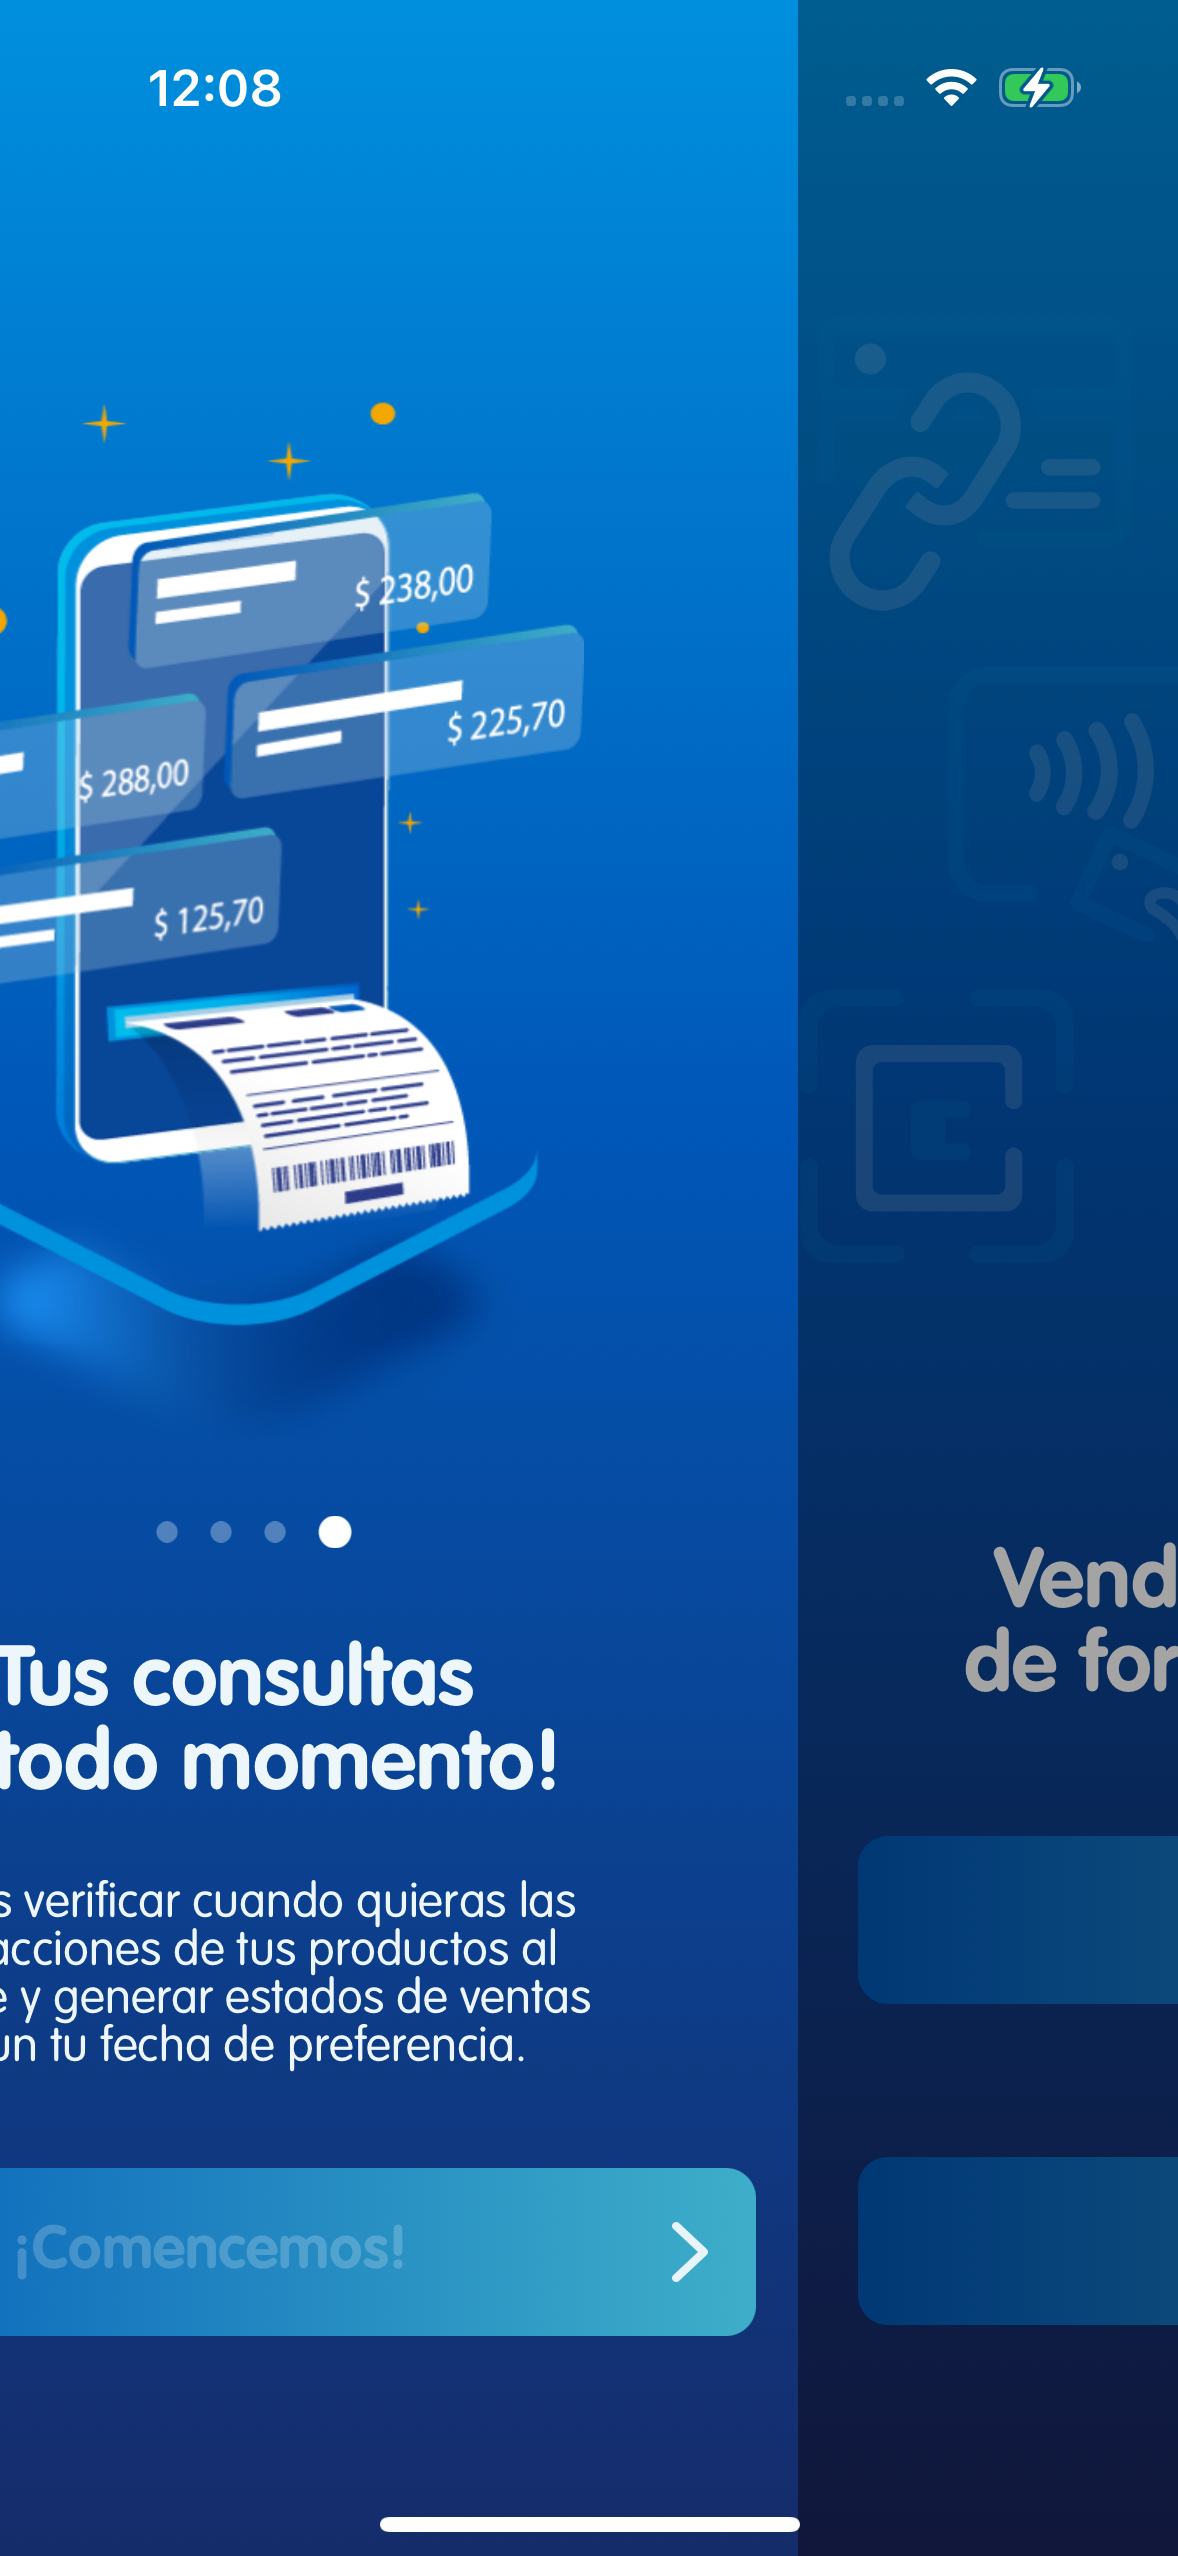 12:08
$ 238,00
$ 225,70
$ 288,00
$ 125,70
Tus consultas
todo momento!
s verificar cuando quieras las
acciones de tus productos al
e y generar estados de ventas
un tu fecha de preferencia.
¡Comencemos!
Vend
de for